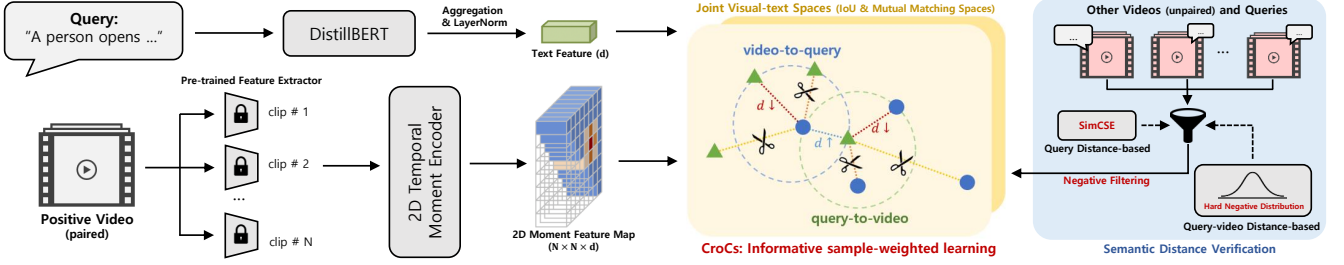 Query:
“A person opens ...”
DistillBERT
Aggregation
& LayerNorm
Text Feature (d)
Pre-trained Feature Extractor
clip # 1
clip # 2
...
clip # N
Positive Video
(paired)
2D Temporal
Moment Encoder
2D Moment Feature Map
(N × N × d)
Joint Visual-text Spaces (IoU & Mutual Matching Spaces)
video-to-query
d ↓
d ↑
d ↓
query-to-video
CroCs: Informative sample-weighted learning
Other Videos (unpaired) and Queries
...
...
...
...
SimCSE
Query Distance-based
Negative Filtering
Hard Negative Distribution
Query-video Distance-based
Semantic Distance Verification